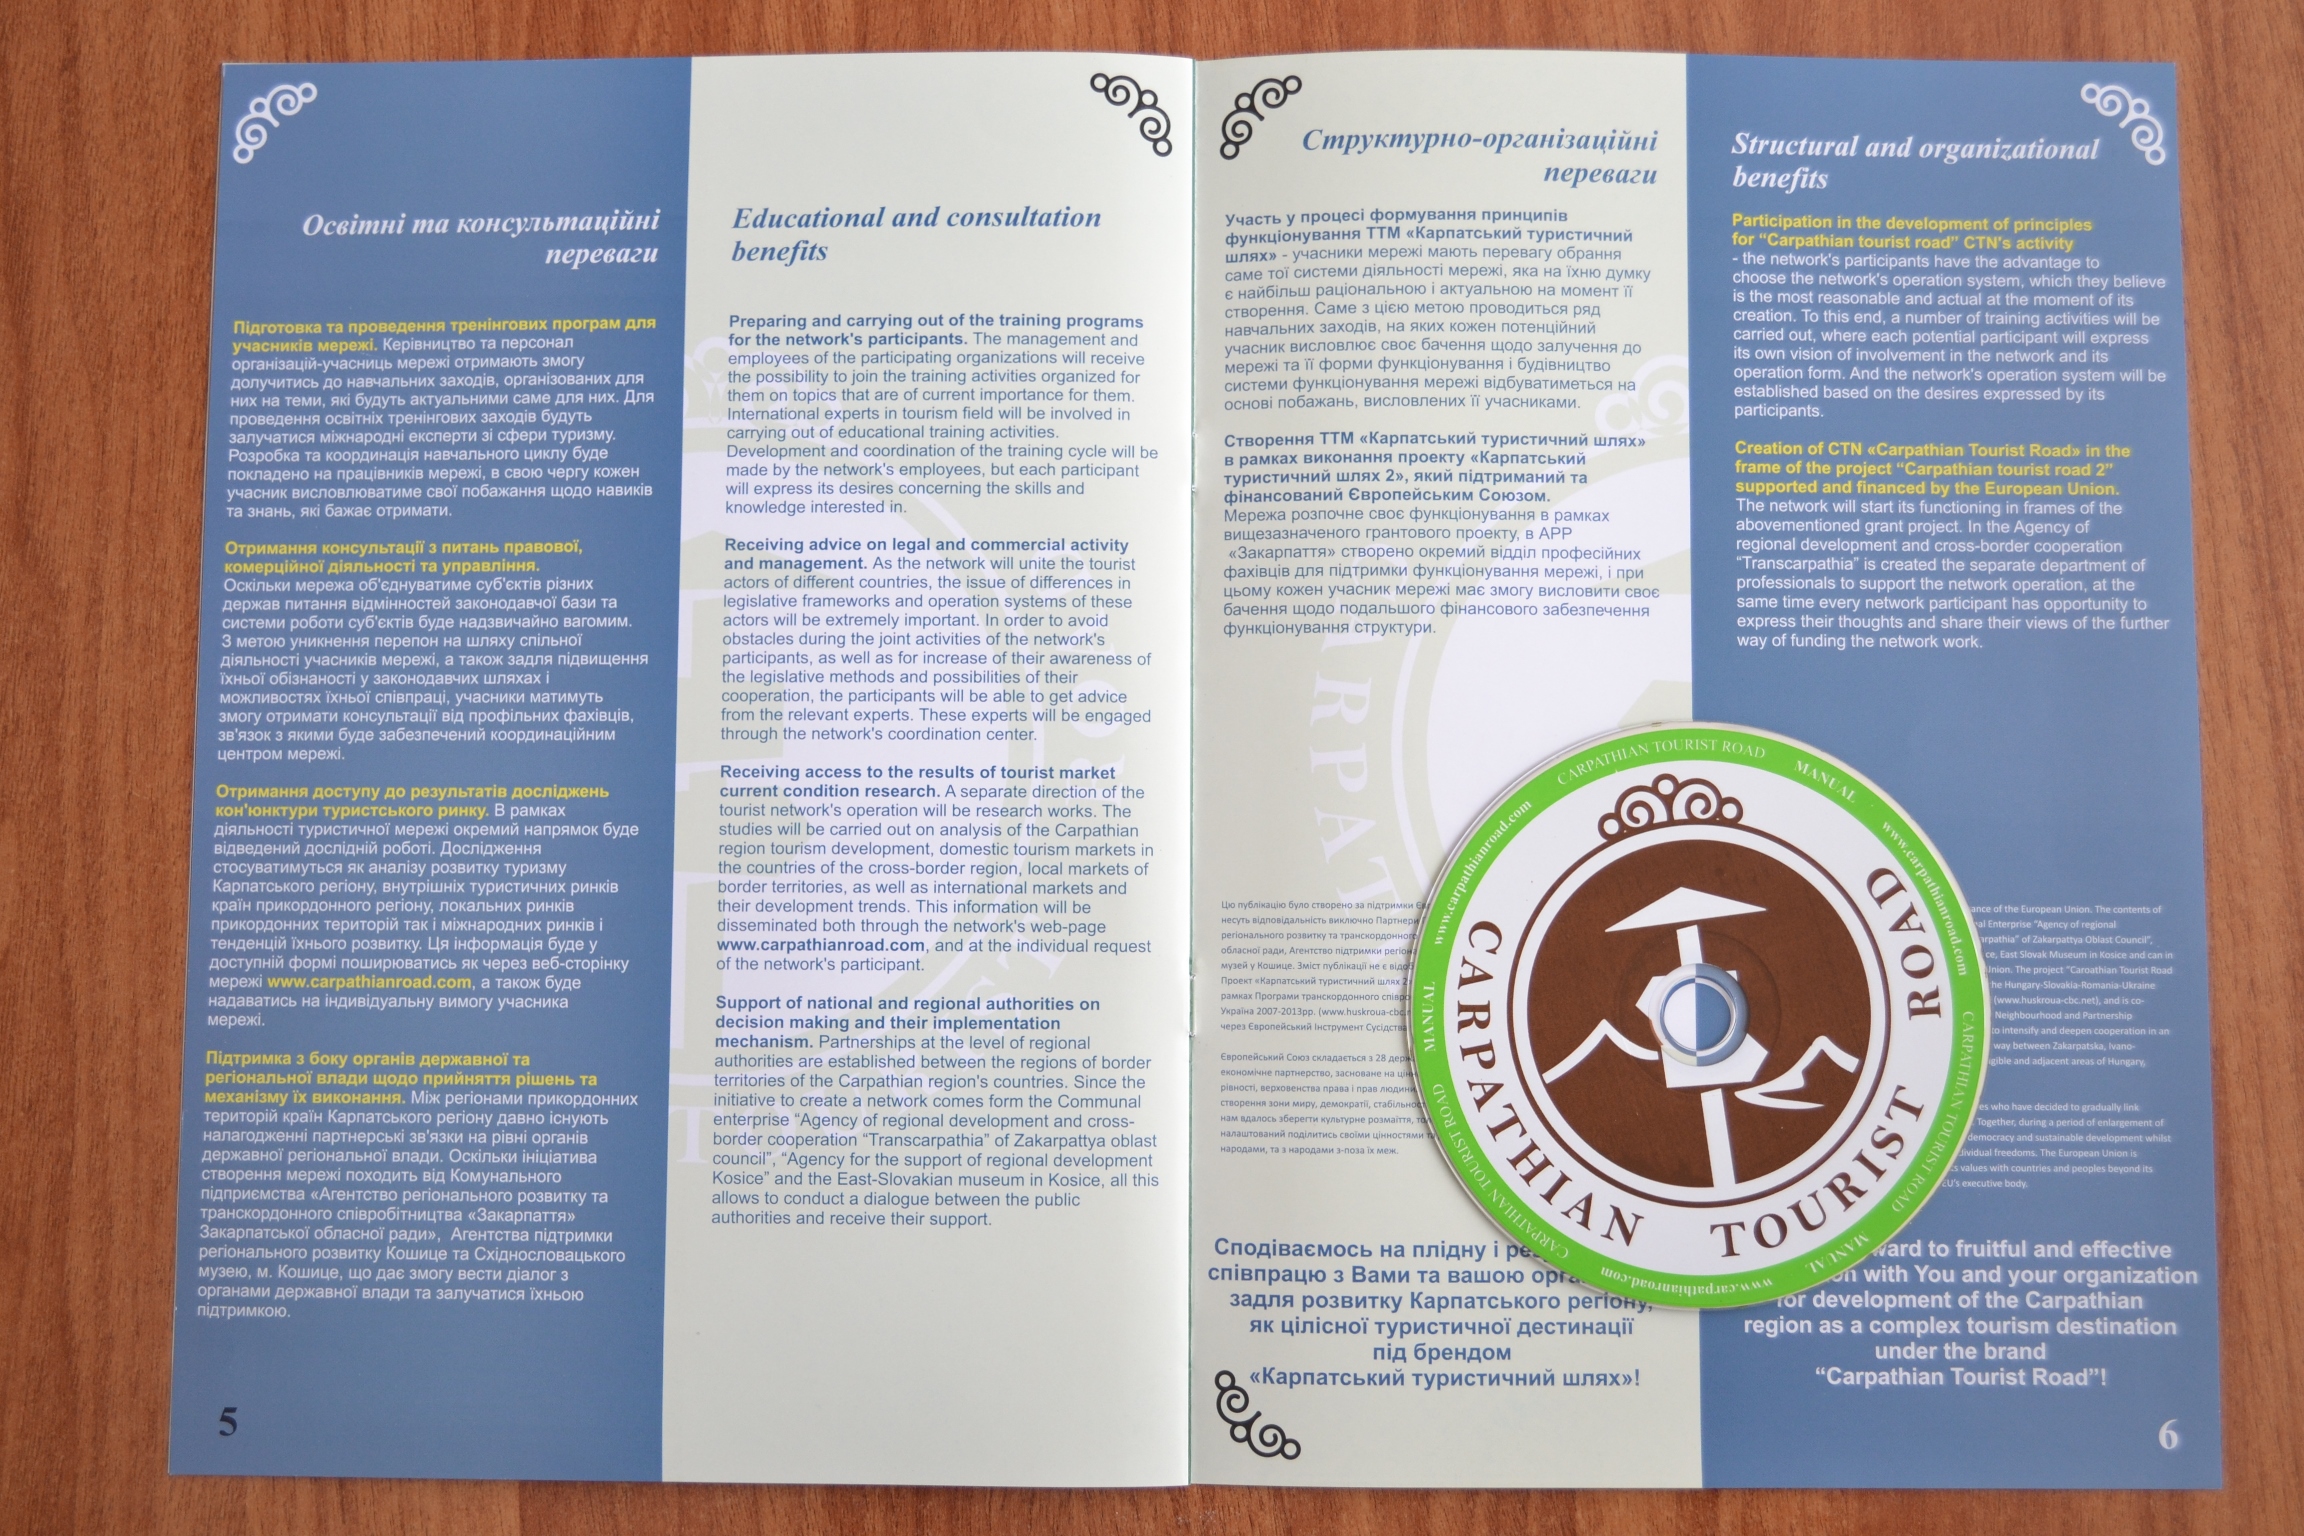 Освітні та консультаційні
переваги
Підготовка та проведення тренінгових програм для
учасників мережі. Керівництво та персонал
організацій-учасниць мережі отримають змогу
долучитись до навчальних заходів, організованих для
них на теми, які будуть актуальними саме для них. Для
проведення освітніх тренінгових заходів будуть
залучатися міжнародні експерти зі сфери туризму.
Розробка та координація навчального циклу буде
покладено на працівників мережі, в свою чергу кожен
учасник висловлюватиме свої побажання щодо навиків
та знань, які бажає отримати.
Отримання консультації з питань правової,
комерційної діяльності та управління.
Оскільки мережа об'єднуватиме суб'єктів різних
держав питання відмінностей законодавчої бази та
системи роботи суб'єктів буде надзвичайно вагомим.
З метою уникнення перепон на шляху спільної
діяльності учасників мережі, а також задля підвищення
їхньої обізнаності у законодавчих шляхах і
можливостях їхньої співпраці, учасники матимуть
змогу отримати консультації від профільних фахівців,
зв'язок з якими буде забезпечений координаційним
центром мережі.
Отримання доступу до результатів досліджень
кон'юнктури туристського ринку. В рамках
діяльності туристичної мережі окремий напрямок буде
відведений дослідній роботі. Дослідження
стосуватимуться як аналізу розвитку туризму
Карпатського регіону, внутрішніх туристичних ринків
країн прикордонного регіону, локальних ринків
прикордонних територій так і міжнародних ринків і
тенденцій їхнього розвитку. Ця інформація буде у
доступній формі поширюватись як через веб-сторінку
мережі www.carpathianroad.com, а також буде
надаватись на індивідуальну вимогу учасника
мережі.
Підтримка з боку органів державної та
регіональної влади щодо прийняття рішень та
механізму їх виконання. Між регіонами прикордонних
територій країн Карпатського регіону давно існують
налагодженні партнерські зв'язки на рівні органів
державної регіональної влади. Оскільки ініціатива
створення мережі походить від Комунального
підприємства «Агентство регіонального розвитку та
транскордонного співробітництва «Закарпаття»
Закарпатської обласної ради», Агентства підтримки
регіонального розвитку Кошице та Східнословацького
музею, м. Кошице, що дає змогу вести діалог з
органами державної влади та залучатися їхньою
підтримкою.
5
Educational and consultation
benefits
Preparing and carrying out of the training programs
for the network's participants. The management and
employees of the participating organizations will receive
the possibility to join the training activities organized for
them on topics that are of current importance for them.
International experts in tourism field will be involved in
carrying out of educational training activities.
Development and coordination of the training cycle will be
made by the network's employees, but each participant
will express its desires concerning the skills and
knowledge interested in.
Receiving advice on legal and commercial activity
and management. As the network will unite the tourist
actors of different countries, the issue of differences in
legislative frameworks and operation systems of these
actors will be extremely important. In order to avoid
obstacles during the joint activities of the network's
participants, as well as for increase of their awareness of
the legislative methods and possibilities of their
cooperation, the participants will be able to get advice
from the relevant experts. These experts will be engaged
through the network's coordination center.
Receiving access to the results of tourist market
current condition research. A separate direction of the
tourist network's operation will be research works. The
studies will be carried out on analysis of the Carpathian
region tourism development, domestic tourism markets in
the countries of the cross-border region, local markets of
border territories, as well as international markets and
their development trends. This information will be
disseminated both through the network's web-page
www.carpathianroad.com, and at the individual request
of the network's participant.
Support of national and regional authorities on
decision making and their implementation
mechanism. Partnerships at the level of regional
authorities are established between the regions of border
territories of the Carpathian region's countries. Since the
initiative to create a network comes form the Communal
enterprise “Agency of regional development and cross-
border cooperation “Transcarpathia” of Zakarpattya oblast
council”, “Agency for the support of regional development
Kosice” and the East-Slovakian museum in Kosice, all this
allows to conduct a dialogue between the public
authorities and receive their support.
Структурно-організаційні
переваги
Участь у процесі формування принципів
функціонування ТТМ «Карпатський туристичний
шлях» - учасники мережі мають перевагу обрання
саме тої системи діяльності мережі, яка на їхню думку
є найбільш раціональною і актуальною на момент її
створення. Саме з цією метою проводиться ряд
навчальних заходів, на яких кожен потенційний
учасник висловлює своє бачення щодо залучення до
мережі та її форми функціонування і будівництво
системи функціонування мережі відбуватиметься на
основі побажань, висловлених її учасниками.
Створення ТТМ «Карпатський туристичний шлях»
в рамках виконання проекту «Карпатський
туристичний шлях 2», який підтриманий та
фінансований Європейським Союзом.
Мережа розпочне своє функціонування в рамках
вищезазначеного грантового проекту, в АРР
«Закарпаття» створено окремий відділ професійних
фахівців для підтримки функціонування мережі, і при
цьому кожен учасник мережі має змогу висловити своє
бачення щодо подальшого фінансового забезпечення
функціонування структури.
Цю публікацію було створено за підтримки
несуть відповідальність виключно Партнери
регіонального розвитку та транскордонного
обласної ради, Агентство підтримки
музей у Кошице. Зміст публікації не є
Проект «Карпатський туристичний шлях 2»
рамках Програми транскордонного
Україна 2007-2013рр. (www.huskroua-cbc.
через Європейський Інструмент Сусідства
Європейський Союз складається з 28
економічне партнерство, засноване на
рівності, верховенства права і прав людини
створення зони миру, демократії,
нам вдалось зберегти культурне розмаїття,
налаштований поділитись своїми цінностями
народами, та з народами з-поза їх меж.
Сподіваємось на плідну і
співпрацю з Вами та вашою
задля розвитку Карпатського регіону,
як цілісної туристичної дестинації
під брендом
«Карпатський туристичний шлях»!
Structural and organizational
benefits
Participation in the development of principles
for “Carpathian tourist road” CTN's activity
- the network's participants have the advantage to
choose the network's operation system, which they believe
is the most reasonable and actual at the moment of its
creation. To this end, a number of training activities will be
carried out, where each potential participant will express
its own vision of involvement in the network and its
operation form. And the network's operation system will be
established based on the desires expressed by its
participants.
Creation of CTN «Carpathian Tourist Road» in the
frame of the project “Carpathian tourist road 2”
supported and financed by the European Union.
The network will start its functioning in frames of the
abovementioned grant project. In the Agency of
regional development and cross-border cooperation
“Transcarpathia” is created the separate department of
professionals to support the network operation, at the
same time every network participant has opportunity to
express their thoughts and share their views of the further
way of funding the network work.
of the European Union. The contents of
Enterprise “Agency of regional
of Zakarpattya Oblast Council”,
East Slovak Museum in Kosice and can in
The project “Caroathian Tourist Road
the Hungary-Slovakia-Romania-Ukraine
(www.huskroua-cbc.net), and is co-
Neighbourhood and Partnership
to intensify and deepen cooperation in an
way between Zakarpatska, Ivano-
and adjacent areas of Hungary,
who have decided to gradually link
Together, during a period of enlargement of
democracy and sustainable development whilst
freedoms. The European Union is
values with countries and peoples beyond its
EU's executive body.
to fruitful and effective
with You and your organization
for development of the Carpathian
region as a complex tourism destination
under the brand
“Carpathian Tourist Road”!
6
CARPATHIAN TOURIST ROAD
CARPATHIAN TOURIST ROAD
MANUAL
www.carpathianroad.com
CARPATHIAN TOURIST ROAD
MANUAL
www.carpathianroad.com
CARPATHIAN TOURIST ROAD
CARPATHIAN TOURIST ROAD
MANUAL
www.carpathianroad.com